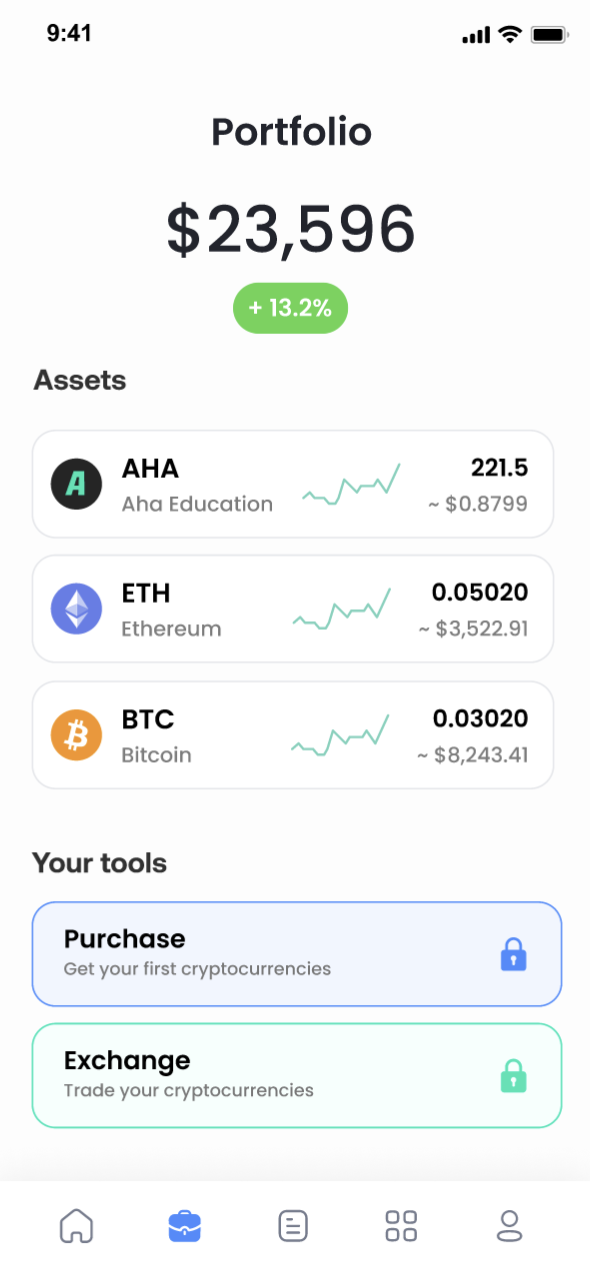 9:41
Portfolio
$23,596
+ 13.2%
Assets
AHA 221.5
Aha Education ~ $0.8799
ETH 0.05020
Ethereum ~ $3,522.91
BTC 0.03020
Bitcoin ~ $8,243.41
Your tools
Purchase
Get your first cryptocurrencies
Exchange
Trade your cryptocurrencies